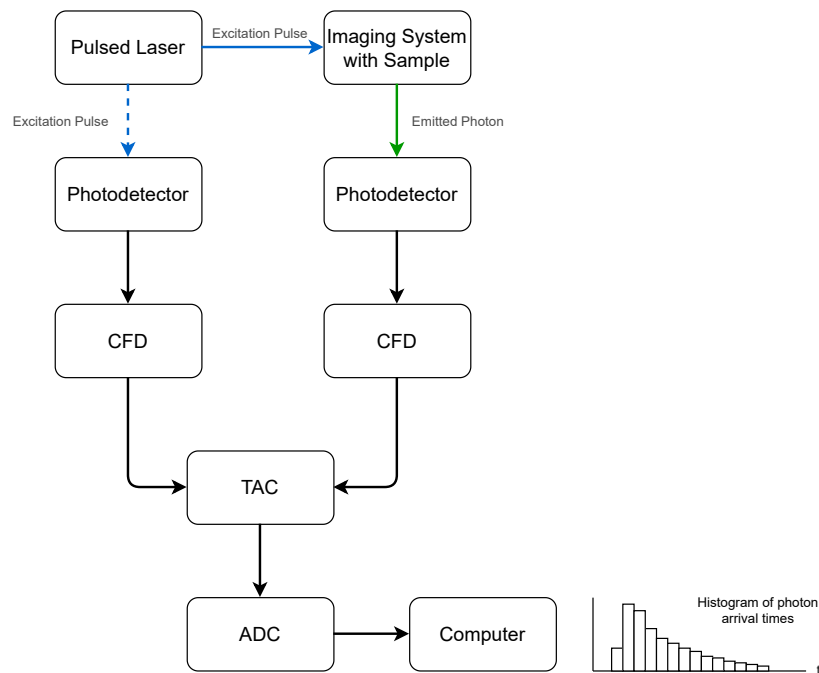 Pulsed Laser
Excitation Pulse
Imaging System
with Sample
Excitation Pulse
Emitted Photon
Photodetector
Photodetector
CFD
CFD
TAC
ADC
Computer
Histogram of photon
arrival times
t